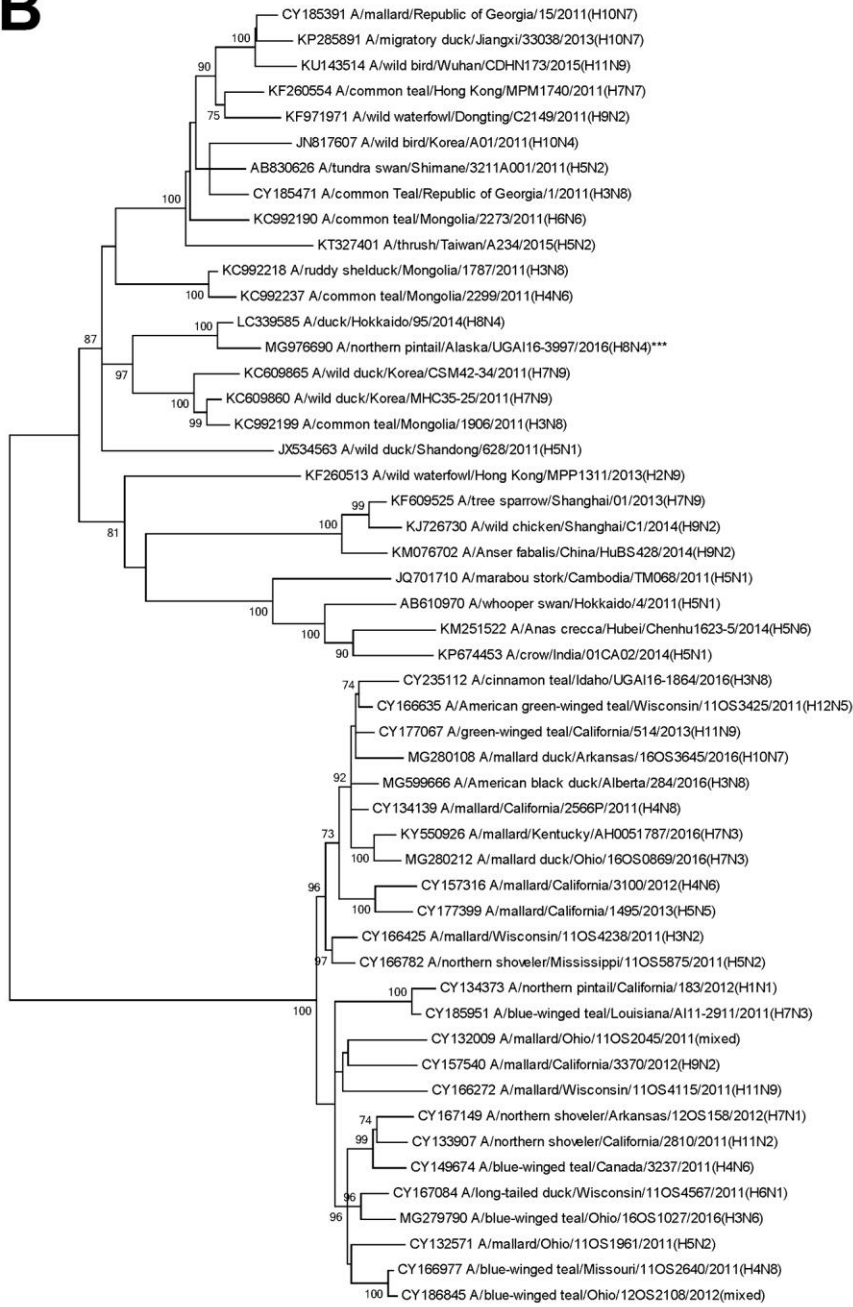 B
CY185391 A/mallard/Republic of Georgia/15/2011(H10N7)
100
KP285891 A/migratory duck/Jiangxi/33038/2013(H10N7)
90
KU143514 A/wild bird/Wuhan/CDHN173/2015(H11N9)
KF260554 A/common teal/Hong Kong/MPM1740/2011(H7N7)
75
KF971971 A/wild waterfowl/Dongting/C2149/2011(H9N2)
JN817607 A/wild bird/Korea/A01/2011(H10N4)
AB830626 A/tundra swan/Shimane/3211A001/2011(H5N2)
100
CY185471 A/common Teal/Republic of Georgia/1/2011(H3N8)
KC992190 A/common teal/Mongolia/2273/2011(H6N6)
KT327401 A/thrush/Taiwan/A234/2015(H5N2)
KC992218 A/ruddy shelduck/Mongolia/1787/2011(H3N8)
100
KC992237 A/common teal/Mongolia/2299/2011(H4N6)
100
LC339585 A/duck/Hokkaido/95/2014(H8N4)
87
MG976690 A/northern pintail/Alaska/UGAI16-3997/2016(H8N4)***
97
KC609865 A/wild duck/Korea/CSM42-34/2011(H7N9)
100
KC609860 A/wild duck/Korea/MHC35-25/2011(H7N9)
99
KC992199 A/common teal/Mongolia/1906/2011(H3N8)
JX534563 A/wild duck/Shandong/628/2011(H5N1)
KF260513 A/wild waterfowl/Hong Kong/MPP1311/2013(H2N9)
99
KF609525 A/tree sparrow/Shanghai/01/2013(H7N9)
81
100
KJ726730 A/wild chicken/Shanghai/C1/2014(H9N2)
KM076702 A/Anser fabalis/China/HuBS428/2014(H9N2)
JQ701710 A/marabou stork/Cambodia/TM068/2011(H5N1)
100
AB610970 A/whooper swan/Hokkaido/4/2011(H5N1)
100
KM251522 A/Anas crecca/Hubei/Chenhu1623-5/2014(H5N6)
90
KP674453 A/crow/India/01CA02/2014(H5N1)
74
CY235112 A/cinnamon teal/Idaho/UGAI16-1864/2016(H3N8)
CY166635 A/American green-winged teal/Wisconsin/11OS3425/2011(H12N5)
CY177067 A/green-winged teal/California/514/2013(H11N9)
MG280108 A/mallard duck/Arkansas/16OS3645/2016(H10N7)
92
MG599666 A/American black duck/Alberta/284/2016(H3N8)
CY134139 A/mallard/California/2566P/2011(H4N8)
73
KY550926 A/mallard/Kentucky/AH0051787/2016(H7N3)
100
MG280212 A/mallard duck/Ohio/16OS0869/2016(H7N3)
96
CY157316 A/mallard/California/3100/2012(H4N6)
100
CY177399 A/mallard/California/1495/2013(H5N5)
CY166425 A/mallard/Wisconsin/11OS4238/2011(H3N2)
97
CY166782 A/northern shoveler/Mississippi/11OS5875/2011(H5N2)
100
100
CY134373 A/northern pintail/California/183/2012(H1N1)
CY185951 A/blue-winged teal/Louisiana/AI11-2911/2011(H7N3)
CY132009 A/mallard/Ohio/11OS2045/2011(mixed)
CY157540 A/mallard/California/3370/2012(H9N2)
CY166272 A/mallard/Wisconsin/11OS4115/2011(H11N9)
74
CY167149 A/northern shoveler/Arkansas/12OS158/2012(H7N1)
99
CY133907 A/northern shoveler/California/2810/2011(H11N2)
CY149674 A/blue-winged teal/Canada/3237/2011(H4N6)
96
CY167084 A/long-tailed duck/Wisconsin/11OS4567/2011(H6N1)
96
MG279790 A/blue-winged teal/Ohio/16OS1027/2016(H3N6)
CY132571 A/mallard/Ohio/11OS1961/2011(H5N2)
CY166977 A/blue-winged teal/Missouri/11OS2640/2011(H4N8)
100
CY186845 A/blue-winged teal/Ohio/12OS2108/2012(mixed)